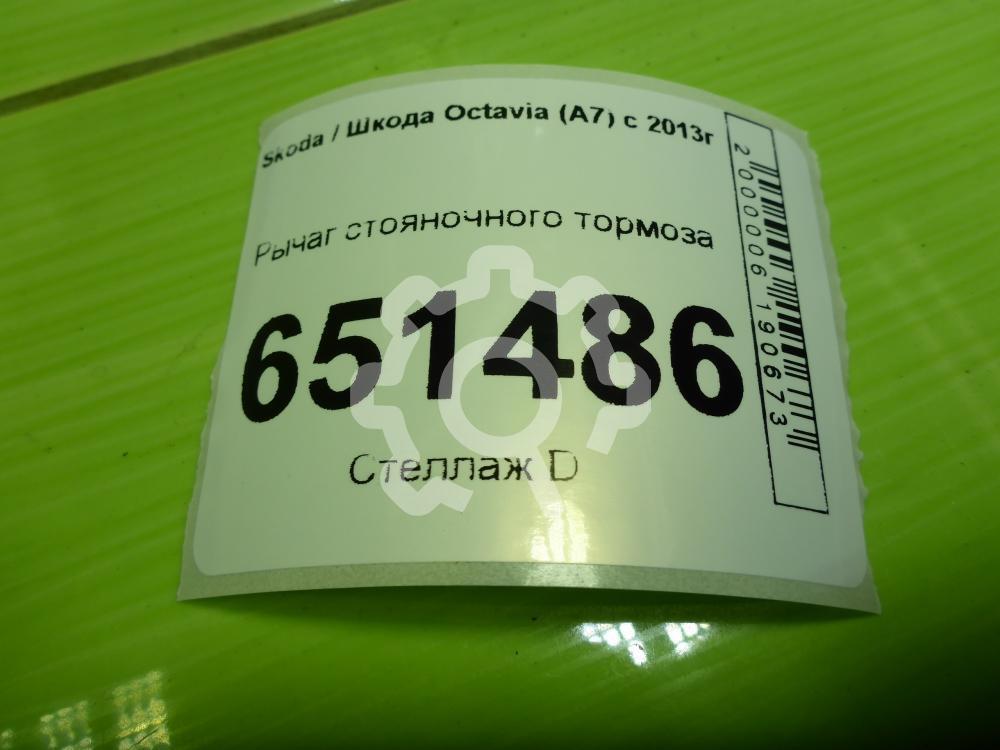 Skoda / Шкода Octavia (A7) с 2013г
Рычаг стояночного тормоза
651486
Стеллаж D
2000006190673